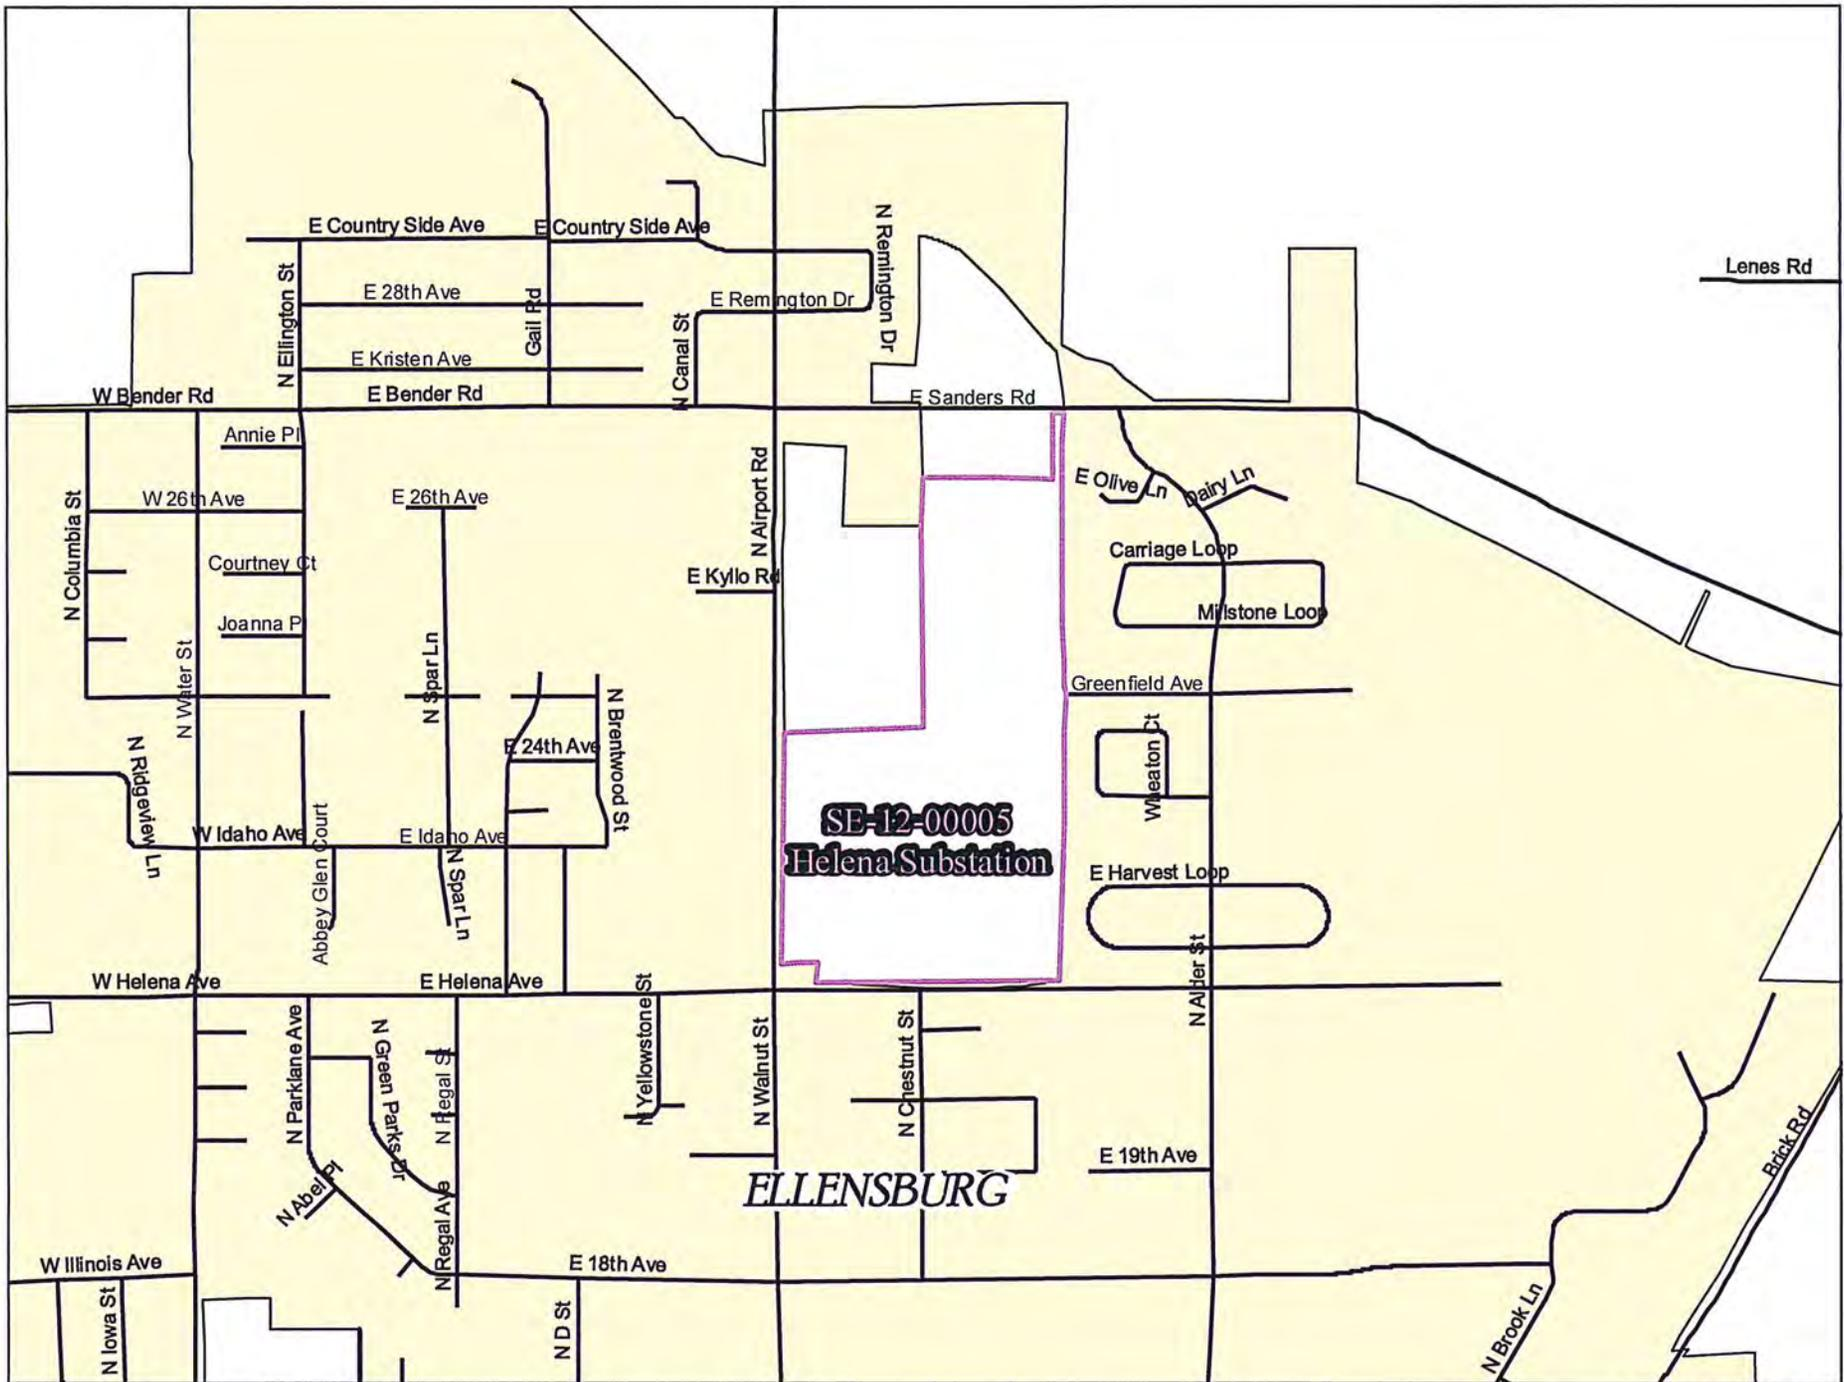 E Country Side Ave
E Country Side Ave
N Remington Dr
Lenes Rd
N Ellington St
E 28th Ave
Gail Rd
E Remington Dr
N Canal St
E Kristen Ave
W Bender Rd
E Bender Rd
E Sanders Rd
Annie Pl
N Airport Rd
E Olive Ln
Dairy Ln
W 26th Ave
E 26th Ave
N Columbia St
Carriage Loop
Courtney Ct
E Kyllo Rd
Millstone Loop
Joanna Pl
N Water St
N Spar Ln
Greenfield Ave
N Brentwood St
N Ridgeview Ln
E 24th Ave
Wheaton Ct
SE-12-00005
Helena Substation
W Idaho Ave
E Idaho Ave
Abbey Glen Court
N Spar Ln
E Harvest Loop
N Alder St
W Helena Ave
E Helena Ave
N Yellowstone St
N Parklane Ave
N Green Parks Dr
N Regal St
N Walnut St
N Chestnut St
Brick Rd
E 19th Ave
N Abel Pl
ELLENSBURG
N Regal Ave
W Illinois Ave
E 18th Ave
N Iowa St
N D St
N Brook Ln